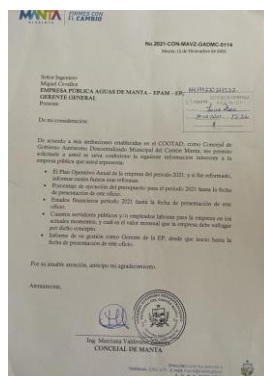 MANTA
FIRMES CON
EL CAMBIO
No.2021-CON-MAVZ-GADMC-0114
Manta, 15 de Diciembre de 2021
Señor Ingeniero
Miguel Cevallos
EMPRESA PÚBLICA AGUAS DE MANTA – EPAM – EP.
GERENTE GENERAL
Presente
De mi consideración:
De acuerdo a mis atribuciones establecidas en el COOTAD, como Concejal de
Gobierno Autónomo Descentralizado Municipal del Cantón Manta, me permito
solicitarle a usted se sirva conferirme la siguiente información inherente a la
empresa pública que usted representa:
• El Plan Operativo Anual de la empresa del periodo 2021; y si fue reformado,
informar cuáles fueron esas reformas.
• Porcentaje de ejecución del presupuesto para el periodo 2021 hasta la fecha
de presentación de este oficio.
• Estados financieros periodo 2021 hasta la fecha de presentación de este
oficio.
• Cuantos servidores públicos y/o empleados laboran para la empresa en los
actuales momentos, y cuál es el valor mensual que la empresa debe sufragar
por dicho concepto.
• Informe de su gestión como Gerente de la EP, desde que inicio hasta la
fecha de presentación de este oficio.
Por su amable atención, anticipo mi agradecimiento.
Atentamente,
Ing. Marciana Valdivieso
CONCEJAL DE MANTA